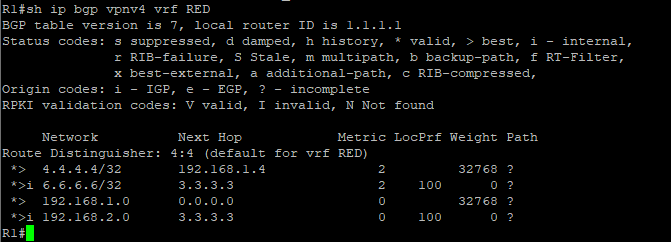 R1#sh ip bgp vpnv4 vrf RED
BGP table version is 7, local router ID is 1.1.1.1
Status codes: s suppressed, d damped, h history, * valid, > best, i - internal,
              r RIB-failure, S Stale, m multipath, b backup-path, f RT-Filter,
              x best-external, a additional-path, c RIB-compressed,
Origin codes: i - IGP, e - EGP, ? - incomplete
RPKI validation codes: V valid, I invalid, N Not found

     Network          Next Hop            Metric LocPrf Weight Path
Route Distinguisher: 4:4 (default for vrf RED)
 *>  4.4.4.4/32       192.168.1.4              2         32768 ?
 *>i 6.6.6.6/32       3.3.3.3                  2    100      0 ?
 *>  192.168.1.0      0.0.0.0                  0         32768 ?
 *>i 192.168.2.0      3.3.3.3                  0    100      0 ?
R1#